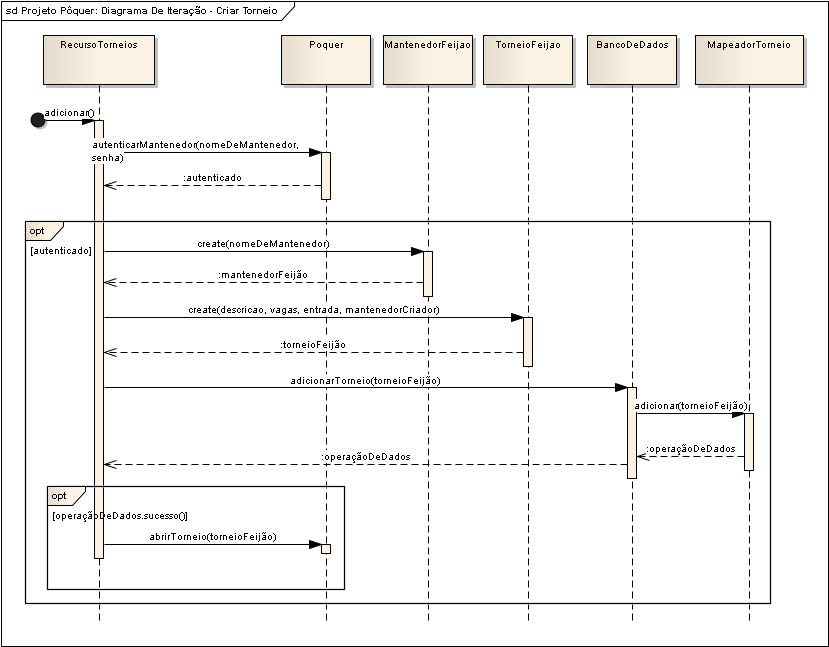 sd Projeto Pôquer: Diagrama De Iteração - Criar Torneio
RecursoTorneios
Poquer
MantenedorFeijao
TorneioFeijao
BancoDeDados
MapeadorTorneio
adicionar()
autenticarMantenedor(nomeDeMantenedor,
senha)
:autenticado
opt
[autenticado]
create(nomeDeMantenedor)
:mantenedorFeijão
create(descricao, vagas, entrada, mantenedorCriador)
:torneioFeijão
adicionarTorneio(torneioFeijão)
adicionar(torneioFeijão)
:operaçãoDeDados
:operaçãoDeDados
opt
[operaçãoDeDados.sucesso()]
abrirTorneio(torneioFeijão)